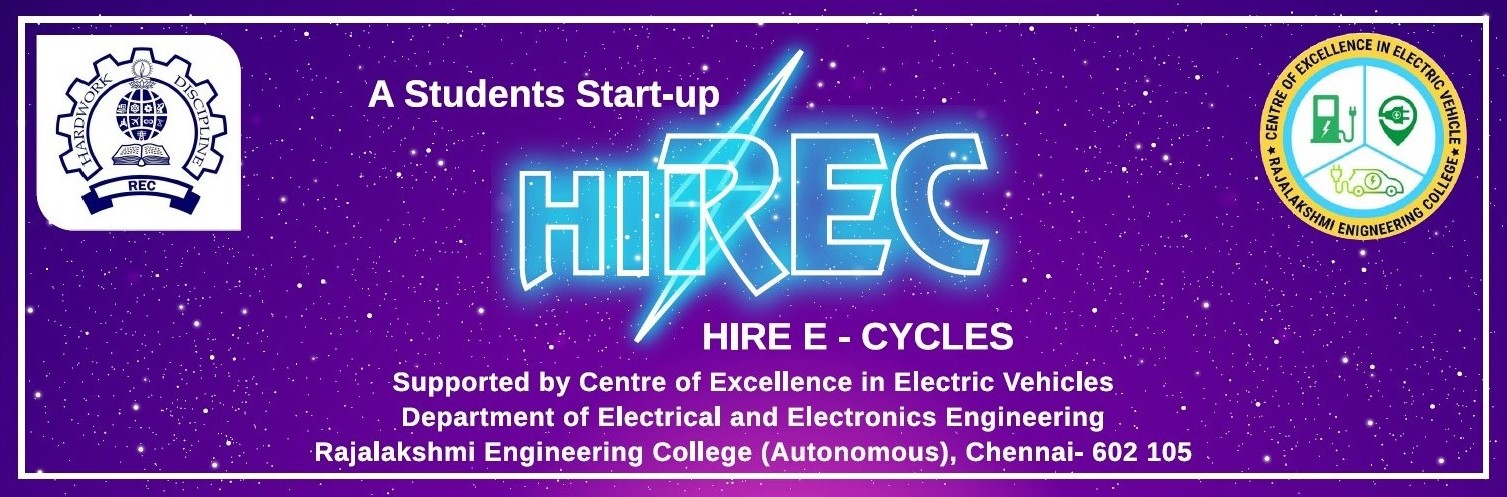 HARDWORK DISCIPLINE
REC
A Students Start-up
HIREC
HIRE E - CYCLES
Supported by Centre of Excellence in Electric Vehicles
Department of Electrical and Electronics Engineering
Rajalakshmi Engineering College (Autonomous), Chennai- 602 105
★ CENTRE OF EXCELLENCE IN ELECTRIC VEHICLE ★
RAJALAKSHMI ENIGNEERING COLLEGE